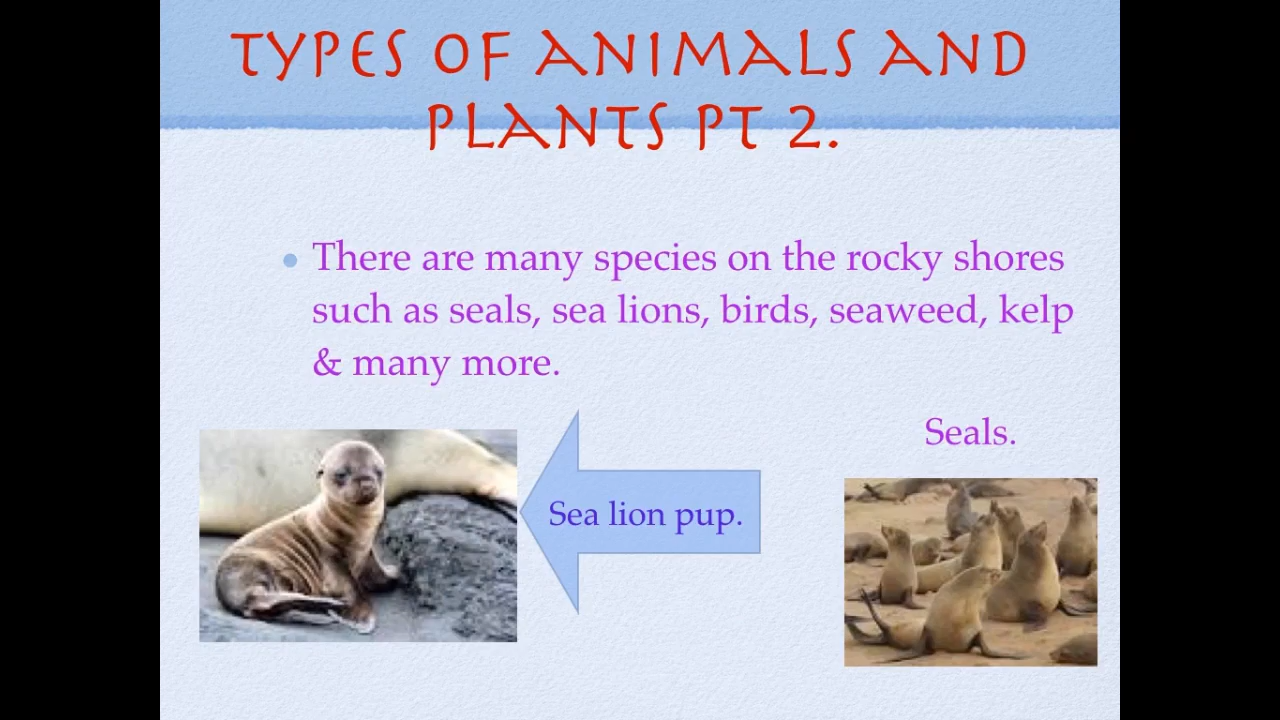 TYPES OF ANIMALS AND
PLANTS PT 2.
There are many species on the rocky shores
such as seals, sea lions, birds, seaweed, kelp
& many more.
Seals.
Sea lion pup.